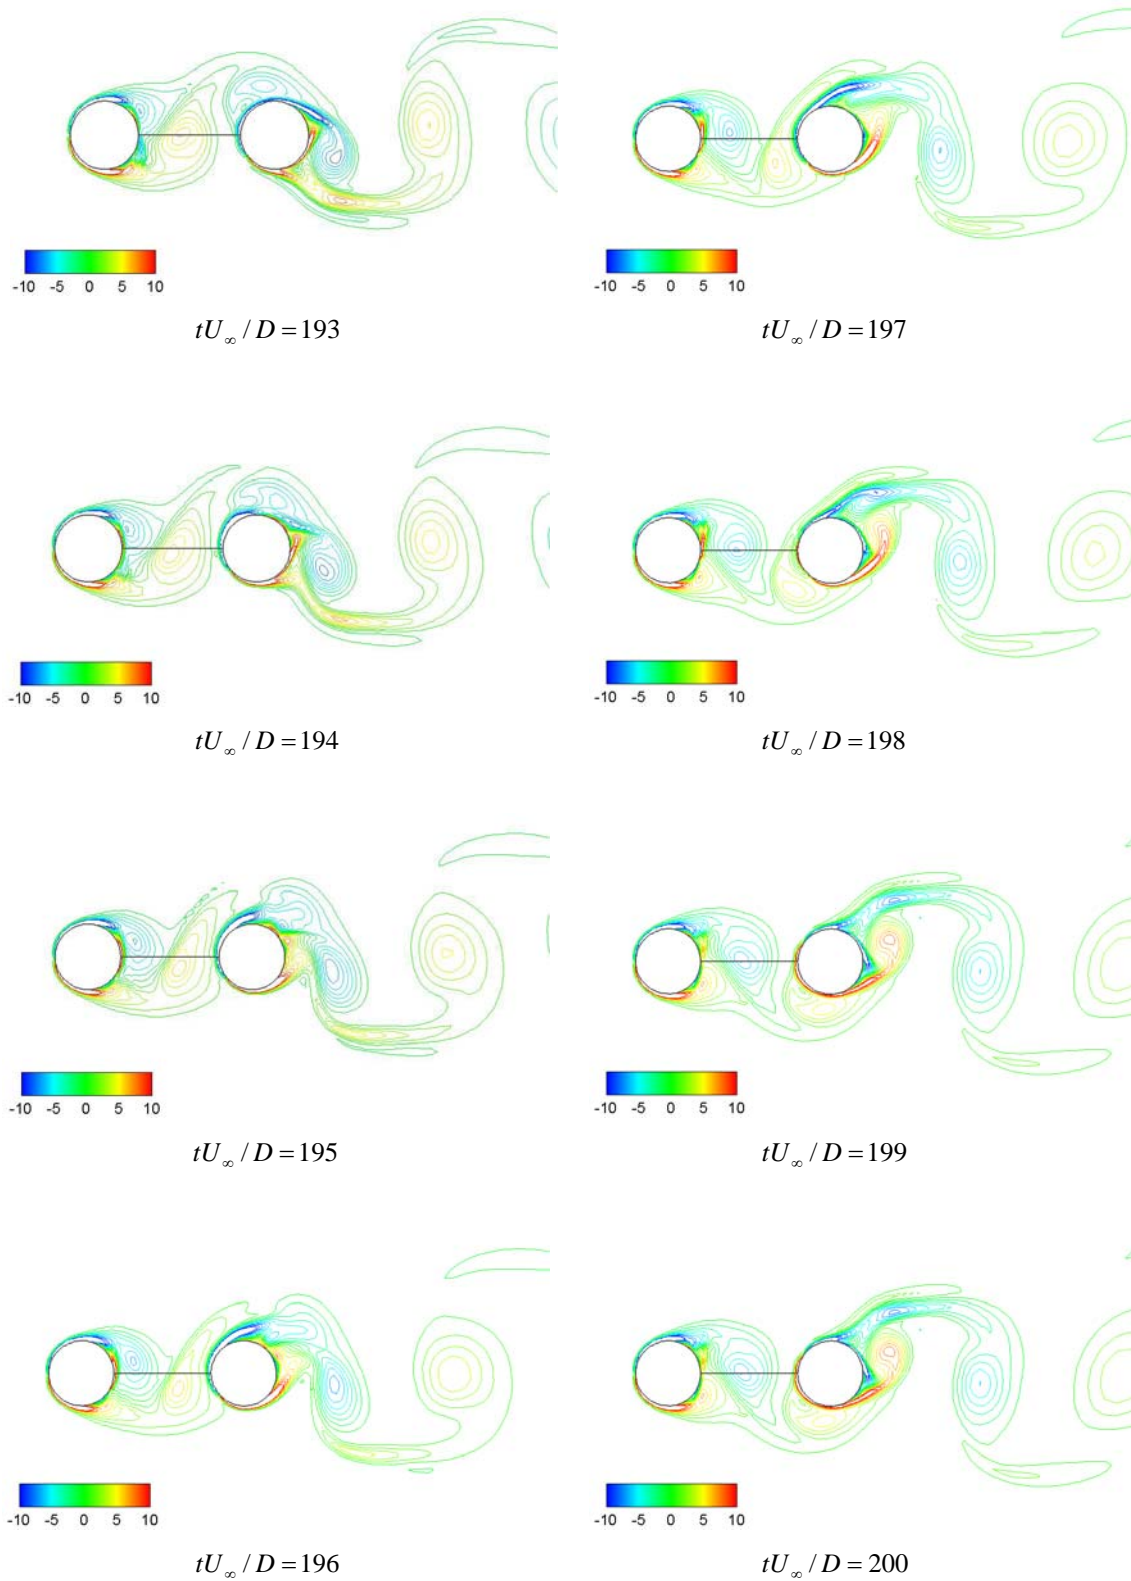 -10 -5 0 5 10
-10 -5 0 5 10
tU∞ / D = 193
tU∞ / D = 197
-10 -5 0 5 10
-10 -5 0 5 10
tU∞ / D = 194
tU∞ / D = 198
-10 -5 0 5 10
-10 -5 0 5 10
tU∞ / D = 195
tU∞ / D = 199
-10 -5 0 5 10
-10 -5 0 5 10
tU∞ / D = 196
tU∞ / D = 200